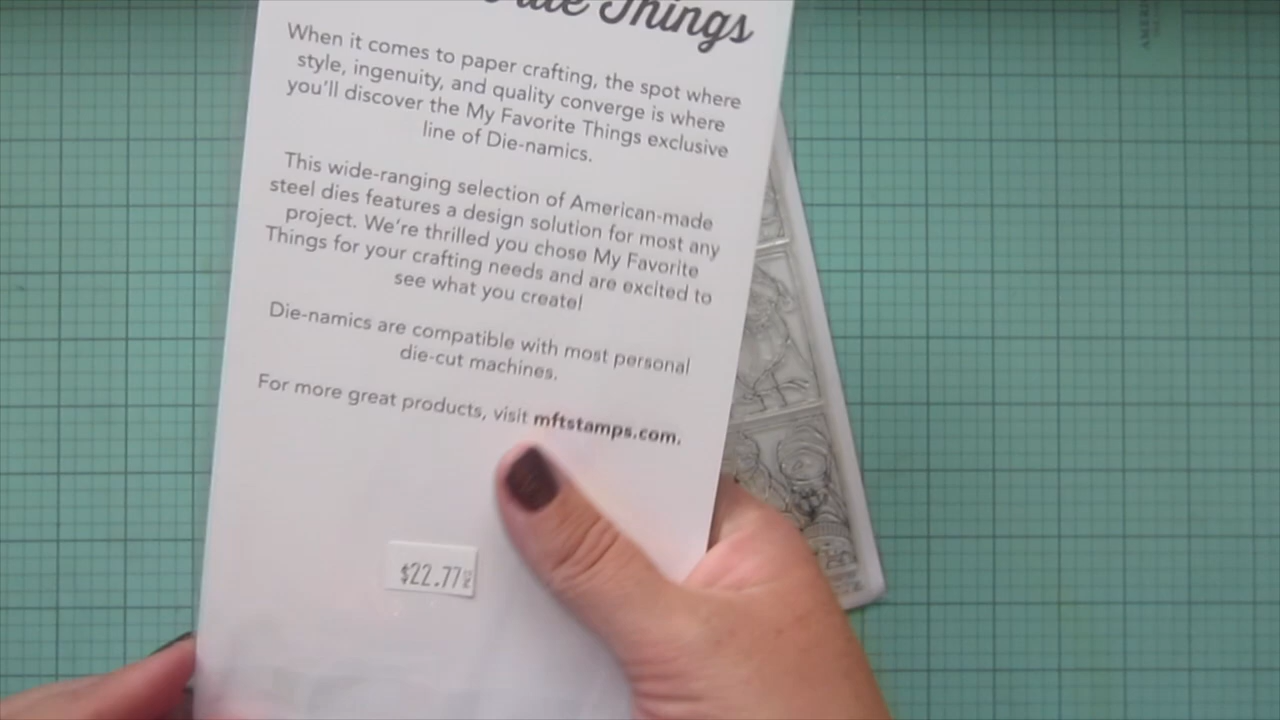 Things
When it comes to paper crafting, the spot where
style, ingenuity, and quality converge is where
you'll discover the My Favorite Things exclusive
line of Die-namics.
This wide-ranging selection of American-made
steel dies features a design solution for most any
project. We're thrilled you chose My Favorite
Things for your crafting needs and are excited to
see what you create!
Die-namics are compatible with most personal
die-cut machines.
For more great products, visit mftstamps.com.
$22.77